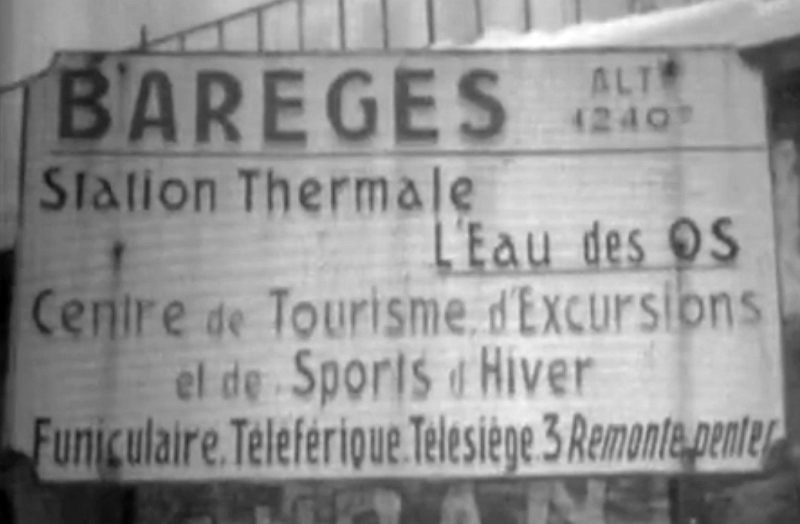 BAREGES
ALT
1240
Station Thermale
L'Eau des OS
Centre de Tourisme. d'Excursions
et de Sports d'Hiver
Funiculaire. Téléférique. Télésiège. 3 Remonte penter